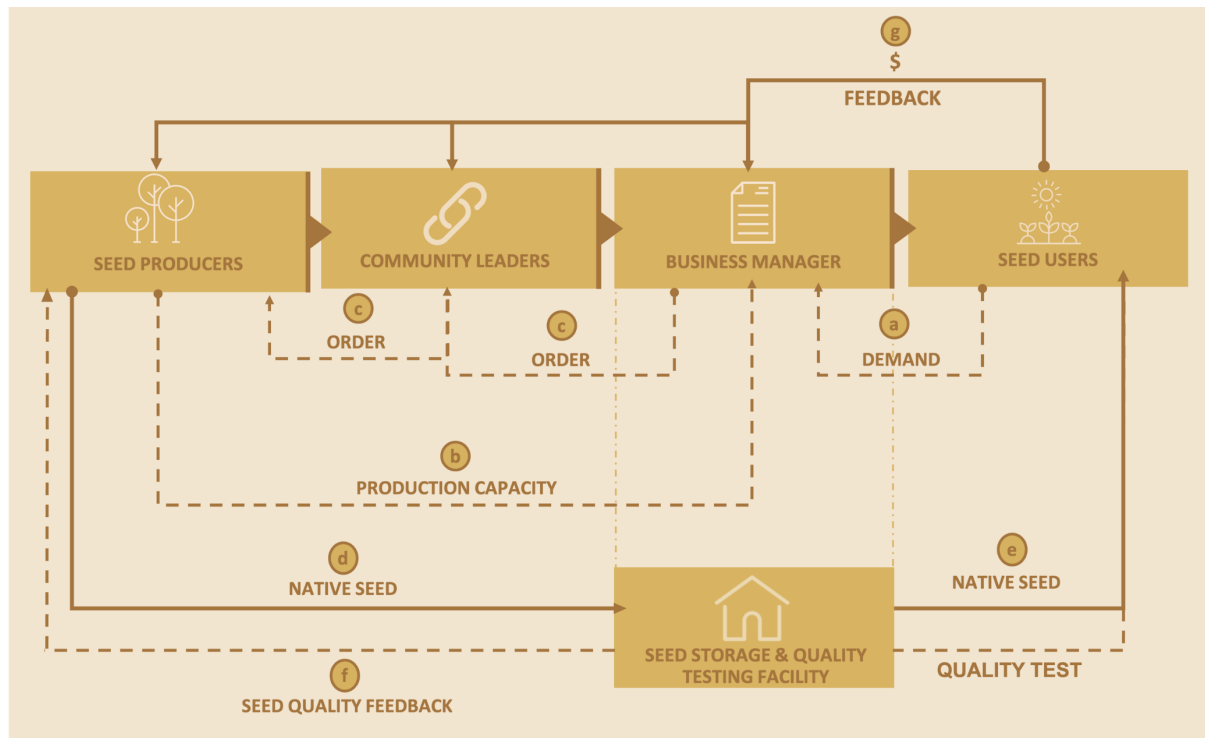 g
$
FEEDBACK
SEED PRODUCERS
COMMUNITY LEADERS
BUSINESS MANAGER
SEED USERS
c
ORDER
c
ORDER
a
DEMAND
b
PRODUCTION CAPACITY
d
NATIVE SEED
e
NATIVE SEED
SEED STORAGE & QUALITY
TESTING FACILITY
QUALITY TEST
f
SEED QUALITY FEEDBACK